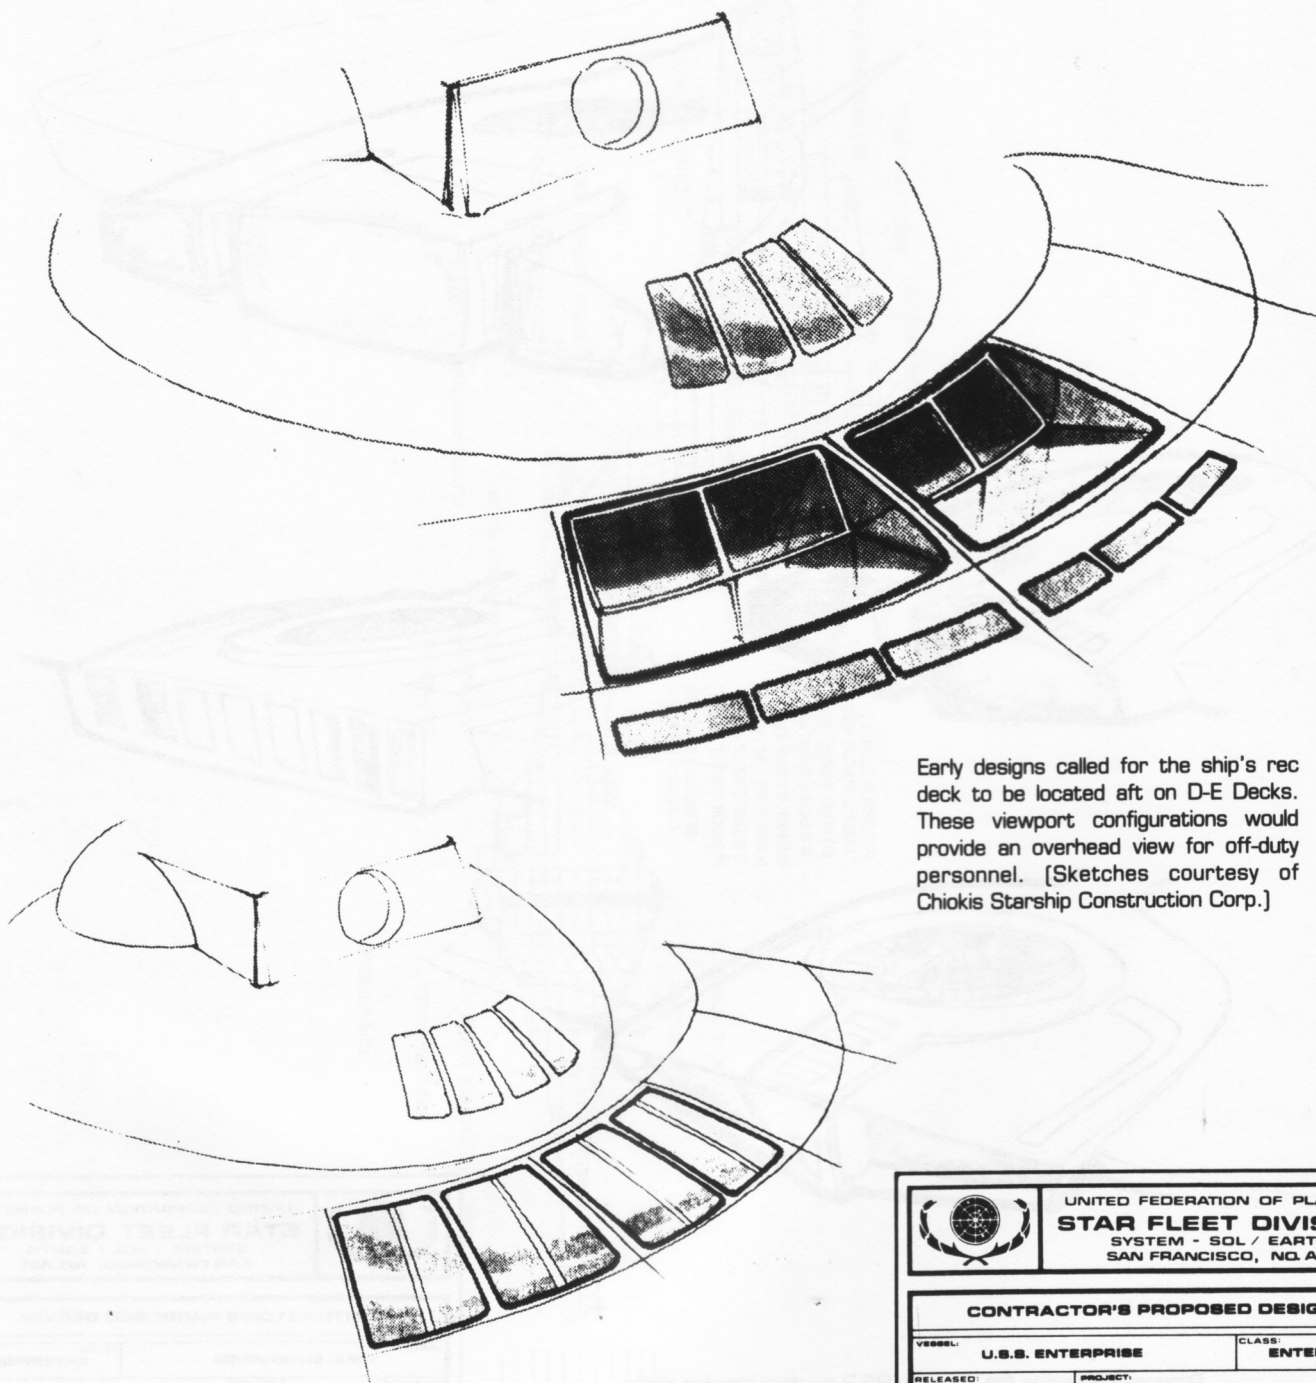 Early designs called for the ship's rec
deck to be located aft on D-E Decks.
These viewport configurations would
provide an overhead view for off-duty
personnel. [Sketches courtesy of
Chiokis Starship Construction Corp.]
UNITED FEDERATION OF PL
STAR FLEET DIVIS
SYSTEM - SOL / EART
SAN FRANCISCO, NO. A
CONTRACTOR'S PROPOSED DESIG
VESSEL: U.S.S. ENTERPRISE CLASS: ENTE
RELEASED: PROJECT: